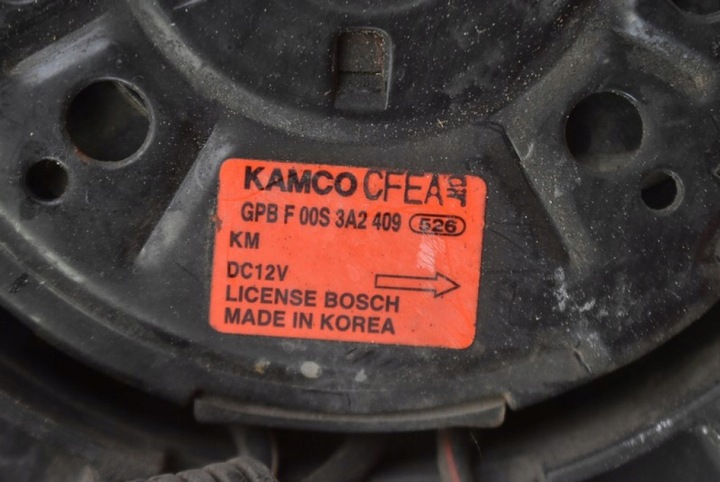 KAMCO CFEA
GPB F 00S 3A2 409 526
KM
DC12V
LICENSE BOSCH
MADE IN KOREA